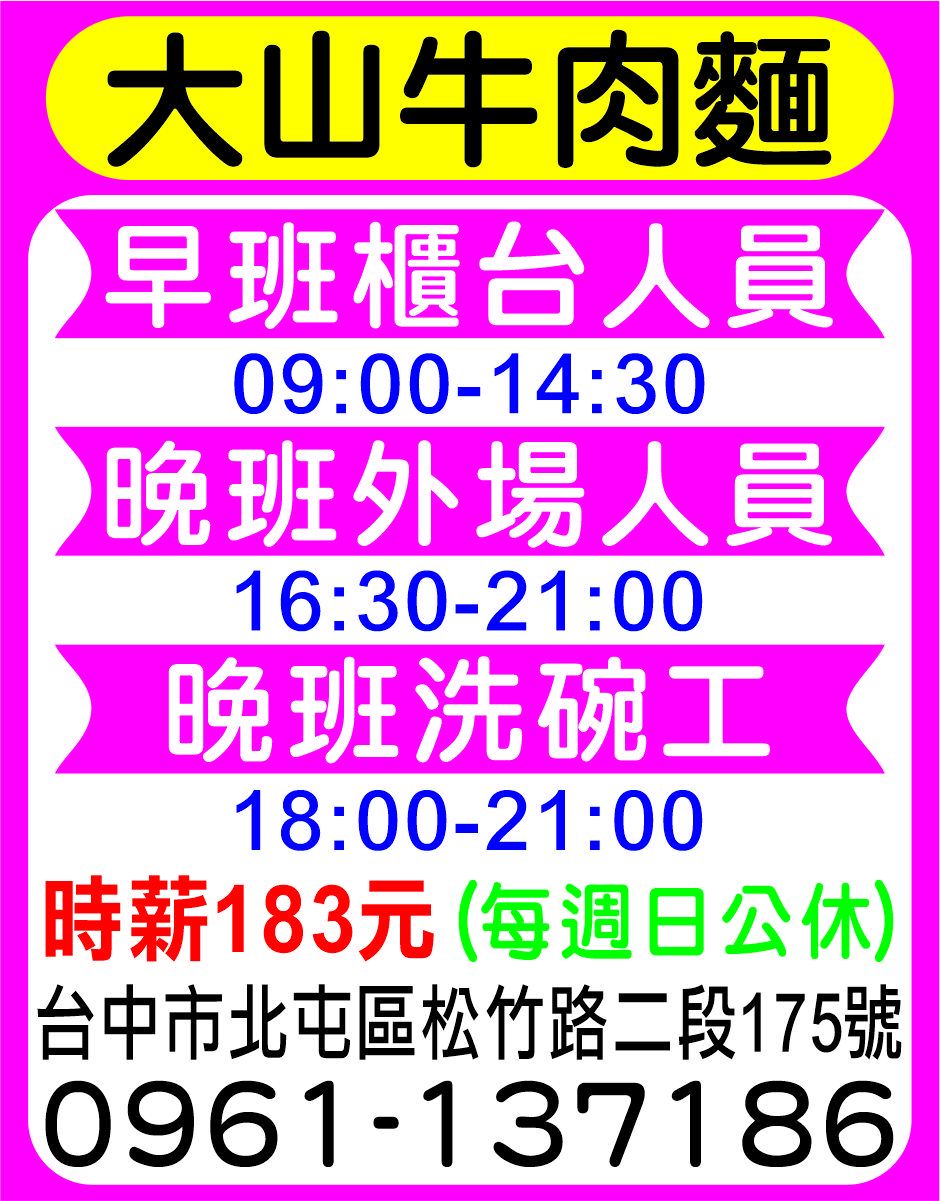 大山牛肉麵
早班櫃台人員
09:00-14:30
晚班外場人員
16:30-21:00
晚班洗碗工
18:00-21:00
時薪183元(每週日公休)
台中市北屯區松竹路二段175號
0961-137186